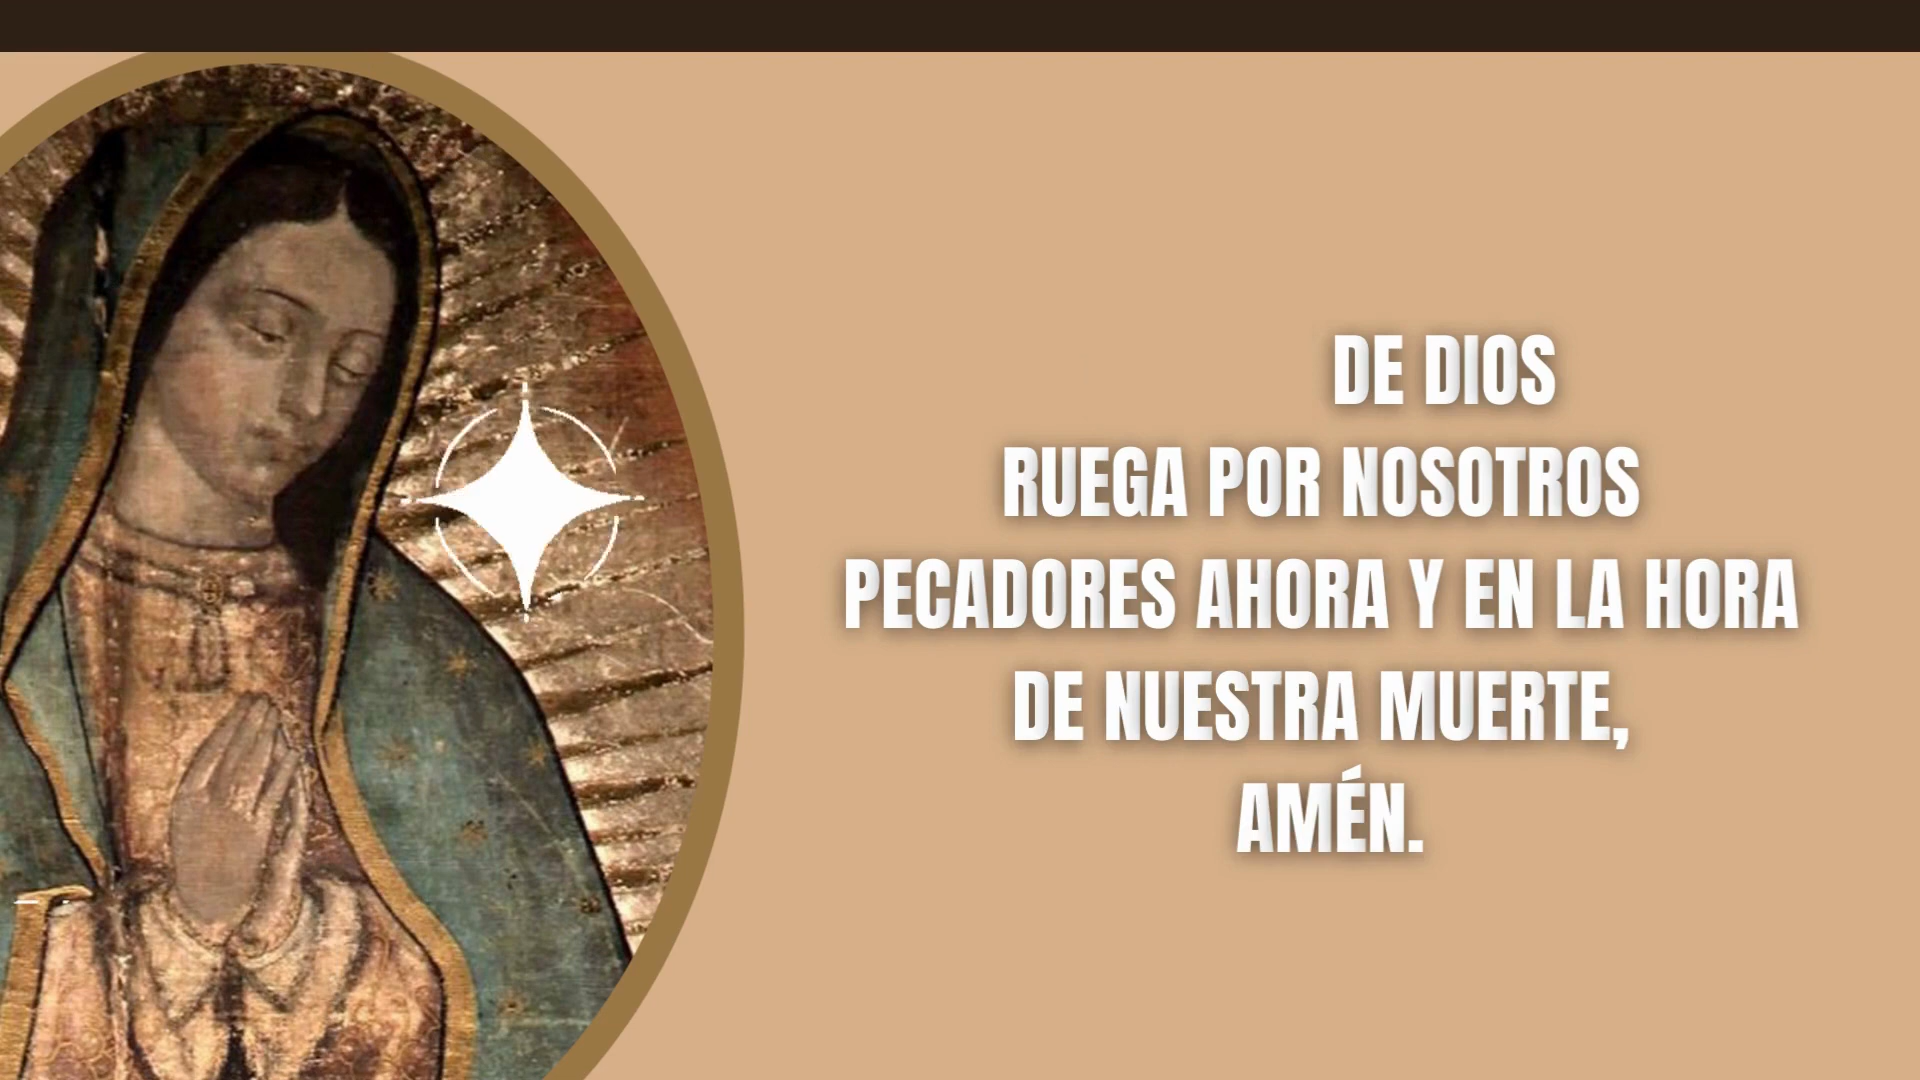 DE DIOS
RUEGA POR NOSOTROS
PECADORES AHORA Y EN LA HORA
DE NUESTRA MUERTE,
AMÉN.